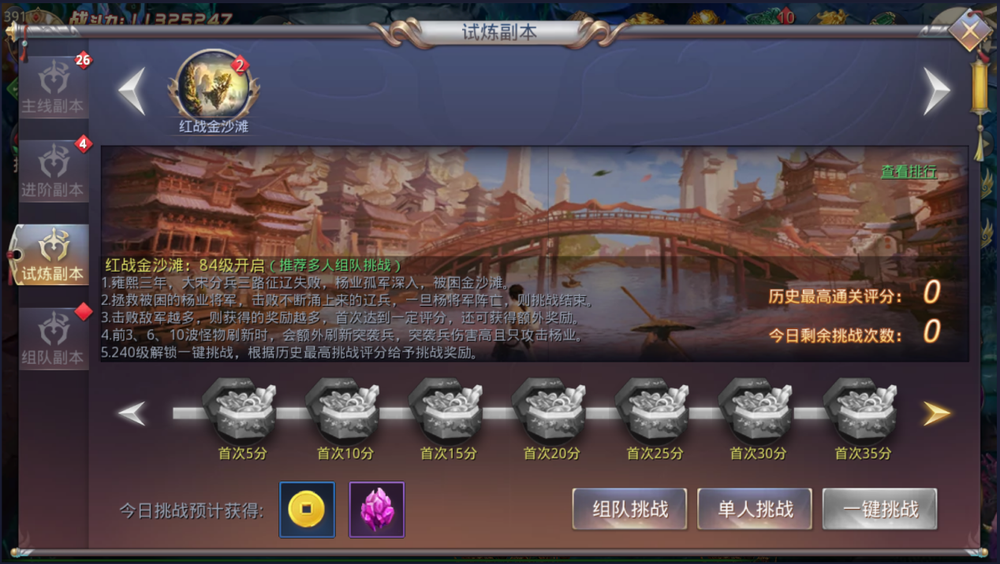 391
战斗力:11325247
10
试炼副本
26
主线副本
4
进阶副本
试炼副本
组队副本
2
红战金沙滩
查看排行
红战金沙滩：84级开启 ( 推荐多人组队挑战 )
1.雍熙三年，大宋分兵三路征辽失败，杨业孤军深入，被困金沙滩。
2.拯救被困的杨业将军，击败不断涌上来的辽兵，一旦杨将军阵亡，则挑战结束。
3.击败敌军越多，则获得的奖励越多，首次达到一定评分，还可获得额外奖励。
4.前3、6、10波怪物刷新时，会额外刷新突袭兵，突袭兵伤害高且只攻击杨业。
5.240级解锁一键挑战，根据历史最高挑战评分给予挑战奖励。
历史最高通关评分： 0
今日剩余挑战次数： 0
首次5分 首次10分 首次15分 首次20分 首次25分 首次30分 首次35分
今日挑战预计获得:
组队挑战 单人挑战 一键挑战